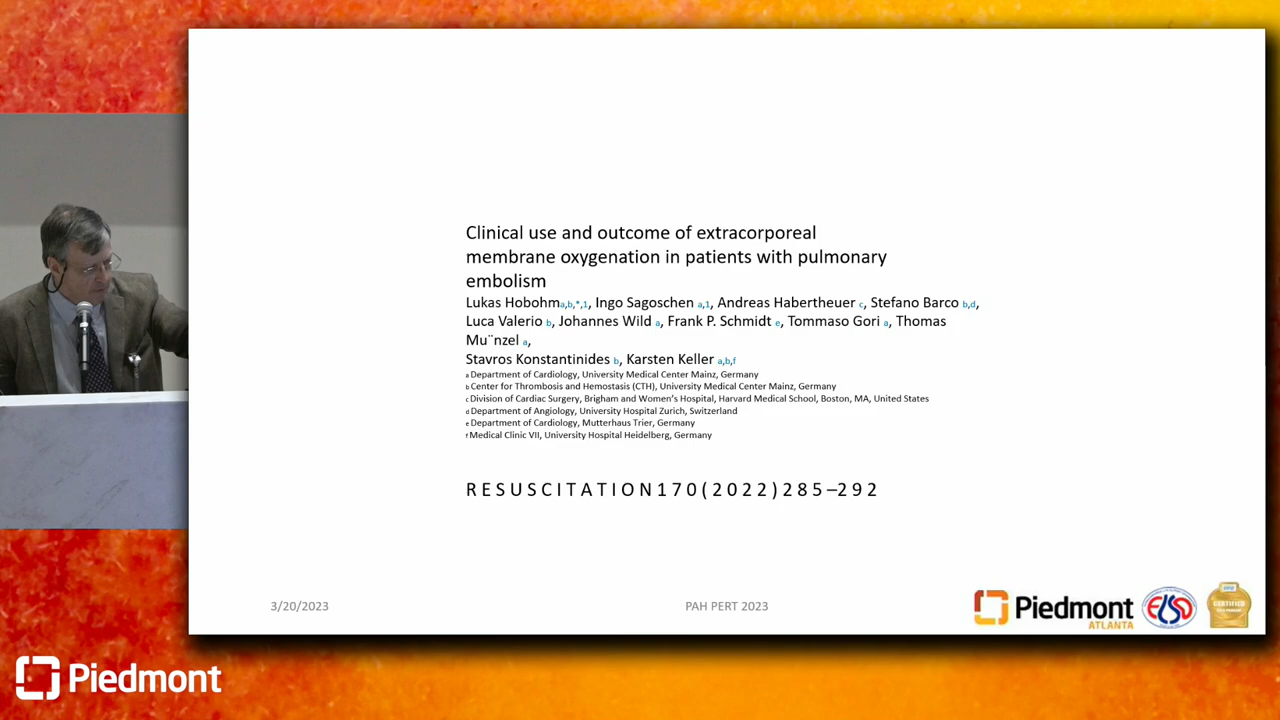 Clinical use and outcome of extracorporeal
membrane oxygenation in patients with pulmonary
embolism
Lukas Hobohma,b,*,1, Ingo Sagoschen a,1, Andreas Habertheuer c, Stefano Barco b,d,
Luca Valerio b, Johannes Wild a, Frank P. Schmidt e, Tommaso Gori a, Thomas
Mu¨nzel a,
Stavros Konstantinides b, Karsten Keller a,b,f
a Department of Cardiology, University Medical Center Mainz, Germany
b Center for Thrombosis and Hemostasis (CTH), University Medical Center Mainz, Germany
c Division of Cardiac Surgery, Brigham and Women's Hospital, Harvard Medical School, Boston, MA, United States
d Department of Angiology, University Hospital Zurich, Switzerland
e Department of Cardiology, Mutterhaus Trier, Germany
f Medical Clinic VII, University Hospital Heidelberg, Germany
R E S U S C I T A T I O N 1 7 0 ( 2 0 2 2 ) 2 8 5 – 2 9 2
3/20/2023
PAH PERT 2023
Piedmont
ATLANTA
ELSO
CERTIFIED
Piedmont